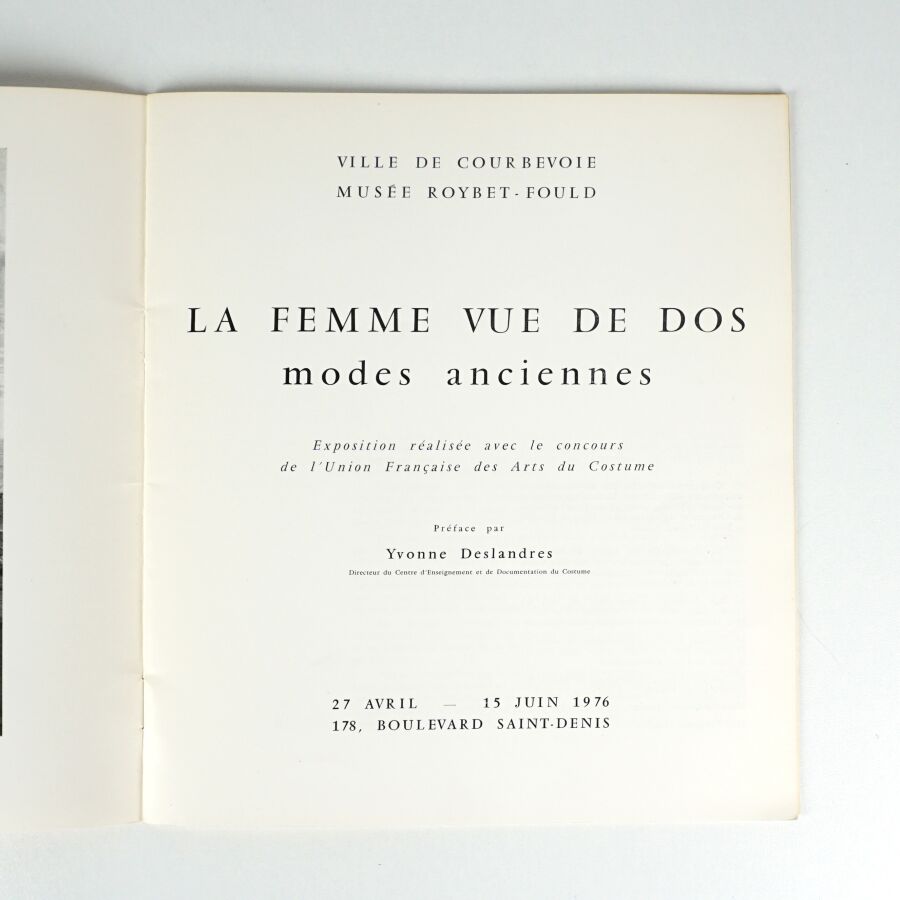 VILLE DE COURBEVOIE
MUSÉE ROYBET-FOULD
LA FEMME VUE DE DOS
modes anciennes
Exposition réalisée avec le concours
de l'Union Française des Arts du Costume
Préface par
Yvonne Deslandres
Directeur du Centre d'Enseignement et de Documentation du Costume
27 AVRIL — 15 JUIN 1976
178, BOULEVARD SAINT-DENIS